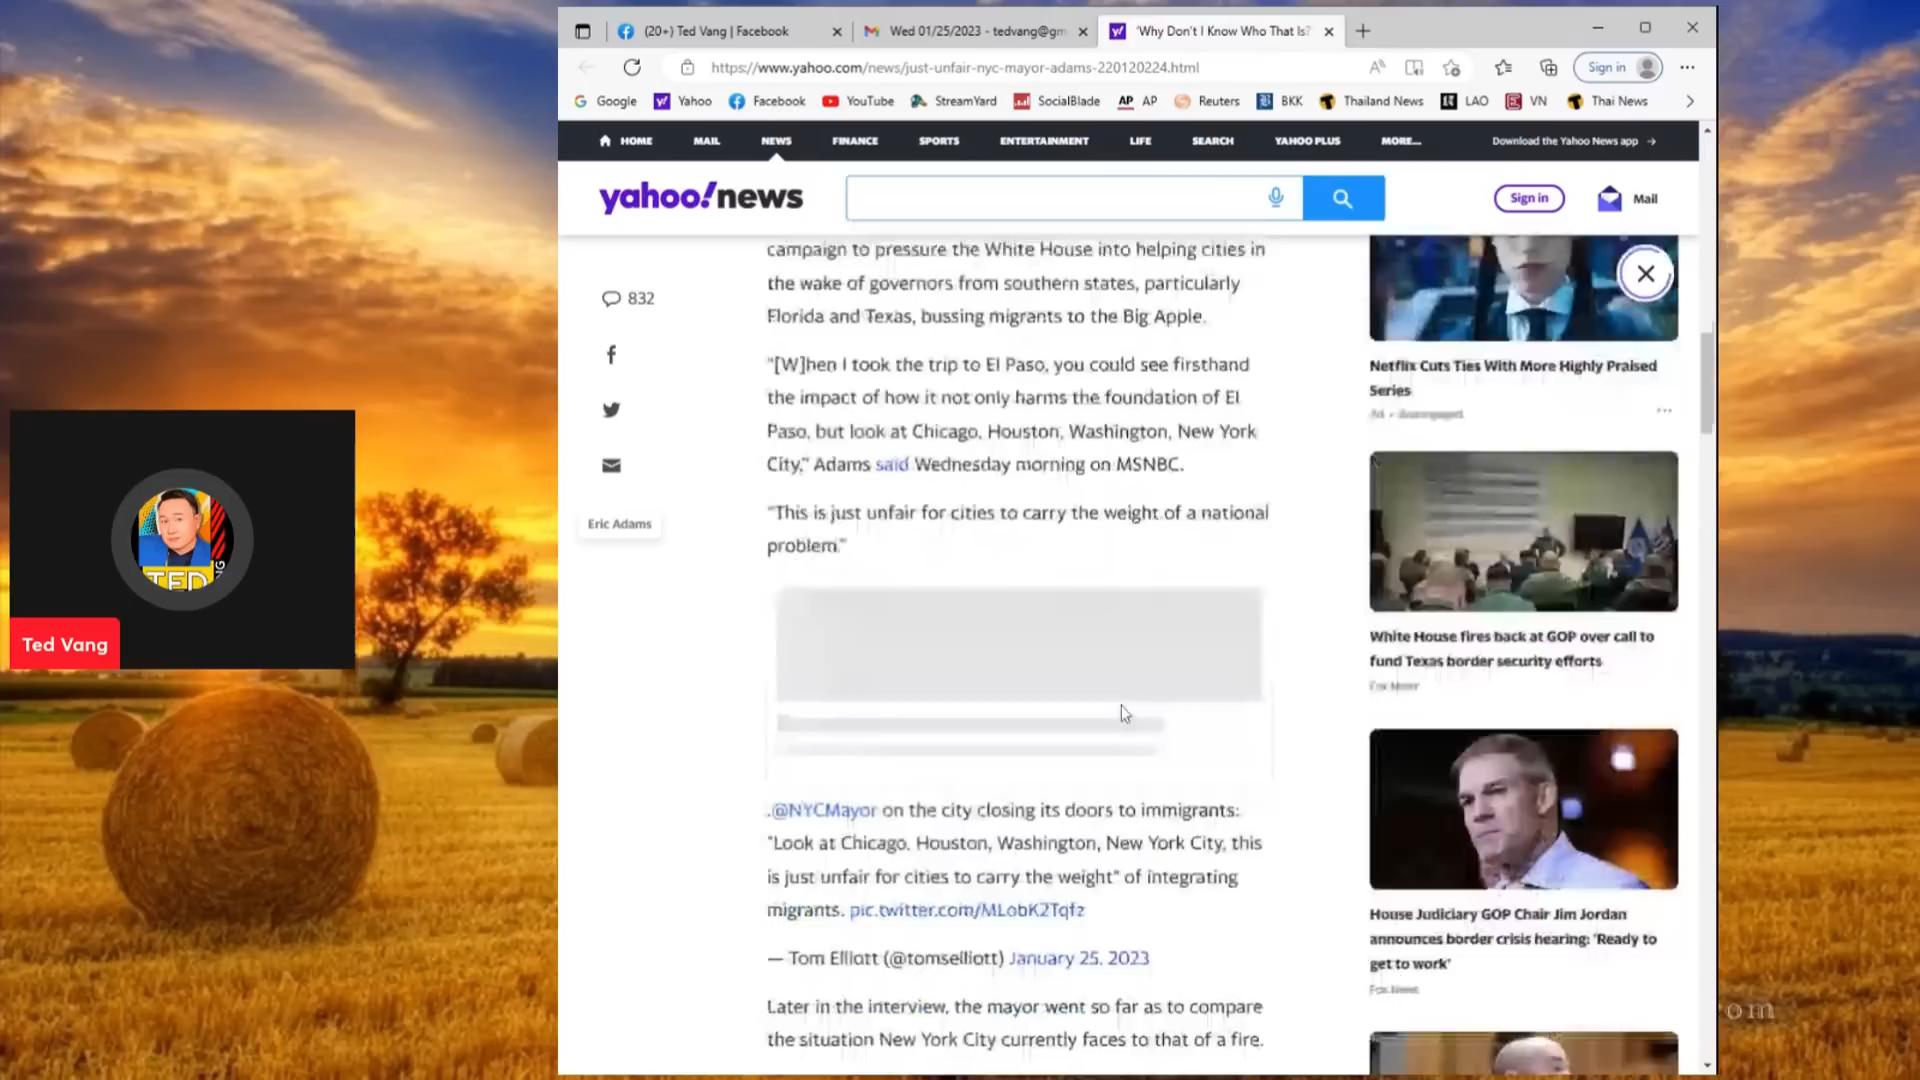 (20+) Ted Vang | Facebook
Wed 01/25/2023 - tedvang@gm
'Why Don't I Know Who That Is?'
https://www.yahoo.com/news/just-unfair-nyc-mayor-adams-220120224.html
Sign in
Google
Yahoo
Facebook
YouTube
StreamYard
SocialBlade
AP AP
Reuters
BKK
Thailand News
LAO
VN
Thai News
HOME
MAIL
NEWS
FINANCE
SPORTS
ENTERTAINMENT
LIFE
SEARCH
YAHOO PLUS
MORE...
Download the Yahoo News app →
yahoo!news
Sign in
Mail
832
Eric Adams
campaign to pressure the White House into helping cities in
the wake of governors from southern states, particularly
Florida and Texas, bussing migrants to the Big Apple.
"[W]hen I took the trip to El Paso, you could see firsthand
the impact of how it not only harms the foundation of El
Paso, but look at Chicago, Houston, Washington, New York
City," Adams said Wednesday morning on MSNBC.
"This is just unfair for cities to carry the weight of a national
problem."
.@NYCMayor on the city closing its doors to immigrants:
"Look at Chicago, Houston, Washington, New York City, this
is just unfair for cities to carry the weight" of integrating
migrants. pic.twitter.com/MLobK2Tqfz
— Tom Elliott (@tomselliott) January 25, 2023
Later in the interview, the mayor went so far as to compare
the situation New York City currently faces to that of a fire.
Netflix Cuts Ties With More Highly Praised
Series
White House fires back at GOP over call to
fund Texas border security efforts
Fox News
House Judiciary GOP Chair Jim Jordan
announces border crisis hearing: 'Ready to
get to work'
Fox News
TED
Ted Vang
om